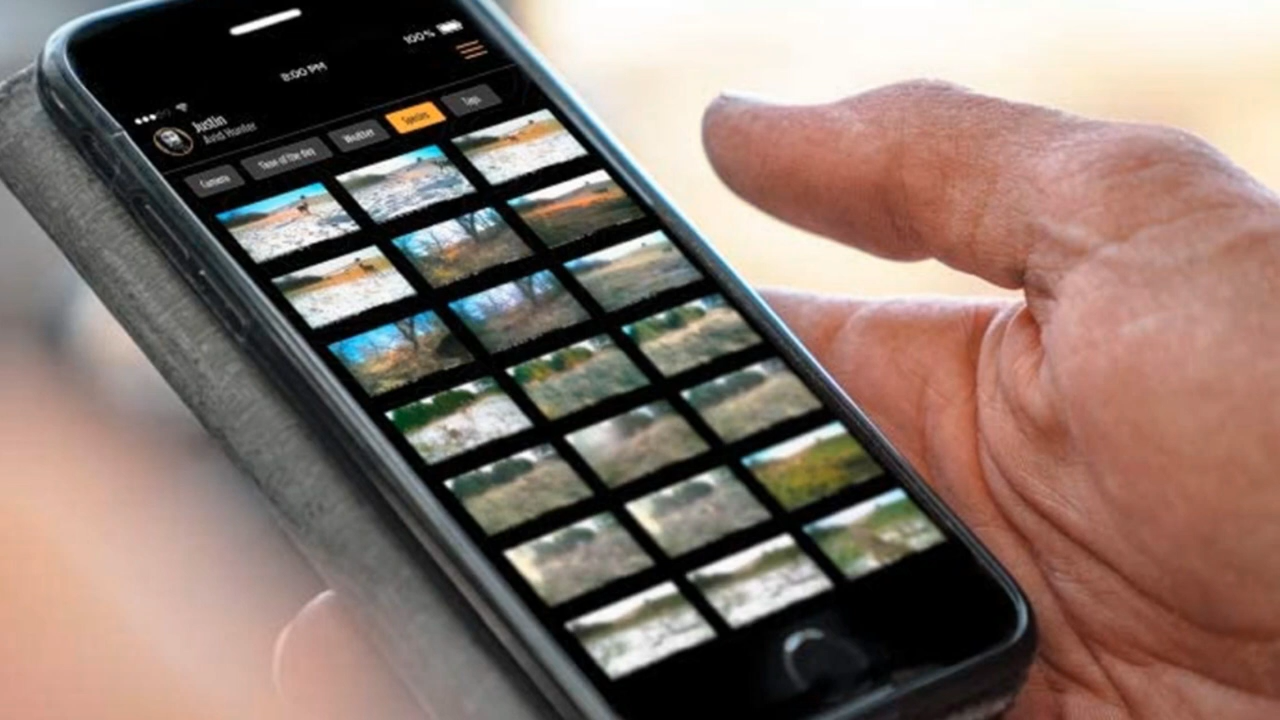 100%
8:00 PM
Justin
Avid Hunter
Camera
Time of the day
Weather
Species
Tags